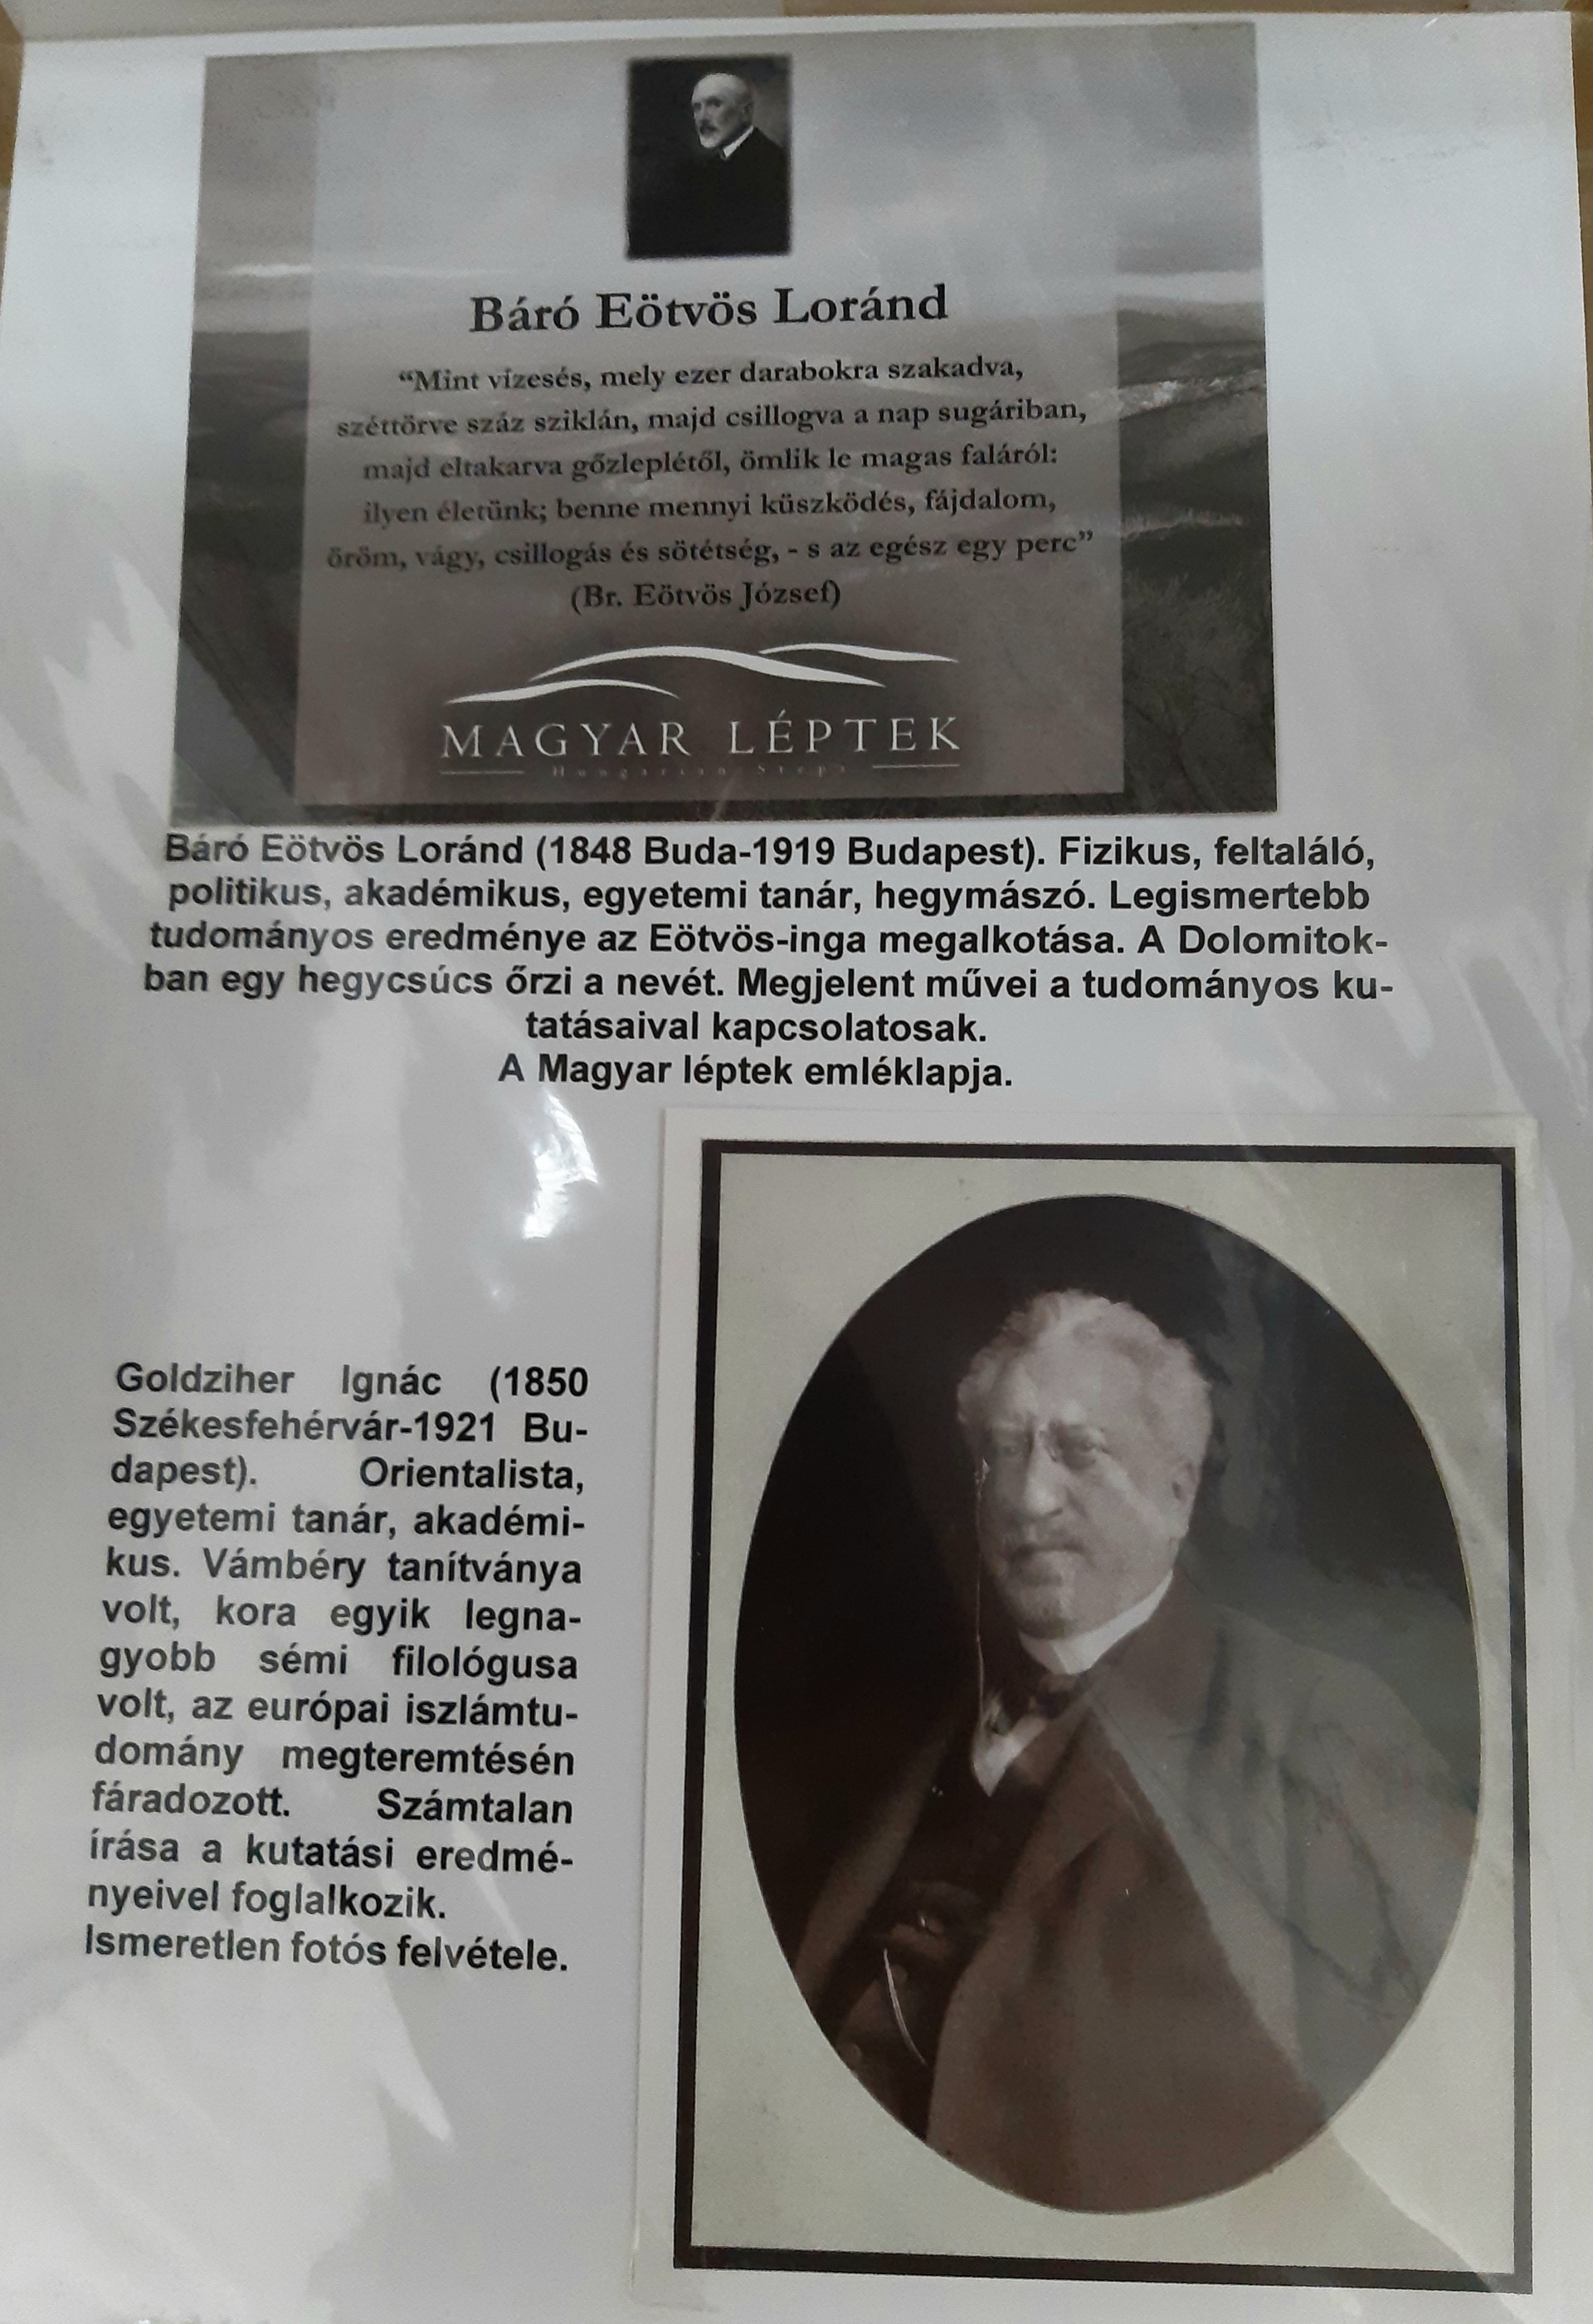 Báró Eötvös Loránd
“Mint vízesés, mely ezer darabokra szakadva,
széttörve száz sziklán, majd csillogva a nap sugáriban,
majd eltakarva gőzleplétől, ömlik le magas faláról:
ilyen életünk; benne mennyi küszködés, fájdalom,
öröm, vágy, csillogás és sötétség, - s az egész egy perc”
(Br. Eötvös József)
MAGYAR LÉPTEK
Hungarian Steps
Báró Eötvös Loránd (1848 Buda-1919 Budapest). Fizikus, feltaláló,
politikus, akadémikus, egyetemi tanár, hegymászó. Legismertebb
tudományos eredménye az Eötvös-inga megalkotása. A Dolomitok-
ban egy hegycsúcs őrzi a nevét. Megjelent művei a tudományos ku-
tatásaival kapcsolatosak.
A Magyar léptek emléklapja.
Goldziher Ignác (1850
Székesfehérvár-1921 Bu-
dapest). Orientalista,
egyetemi tanár, akadémi-
kus. Vámbéry tanítványa
volt, kora egyik legna-
gyobb sémi filológusa
volt, az európai iszlámtu-
domány megteremtésén
fáradozott. Számtalan
írása a kutatási eredmé-
nyeivel foglalkozik.
Ismeretlen fotós felvétele.